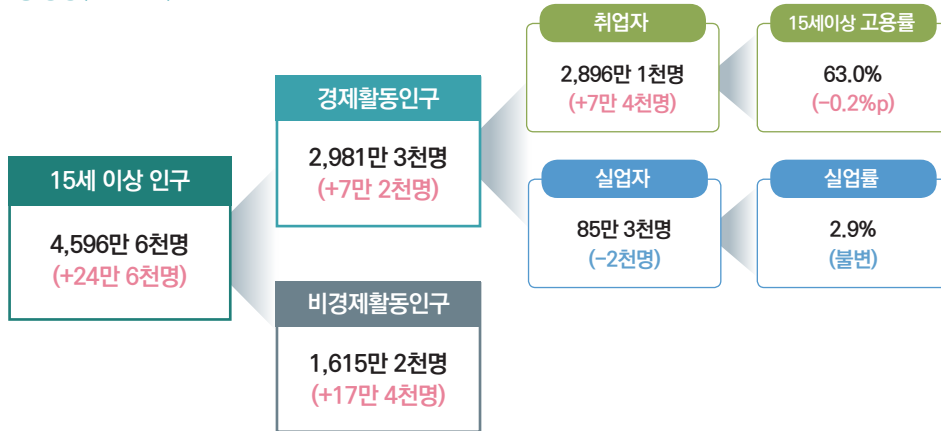 15세 이상 인구
4,596만 6천명
(+24만 6천명)
경제활동인구
2,981만 3천명
(+7만 2천명)
비경제활동인구
1,615만 2천명
(+17만 4천명)
취업자
2,896만 1천명
(+7만 4천명)
15세이상 고용률
63.0%
(-0.2%p)
실업자
85만 3천명
(-2천명)
실업률
2.9%
(불변)